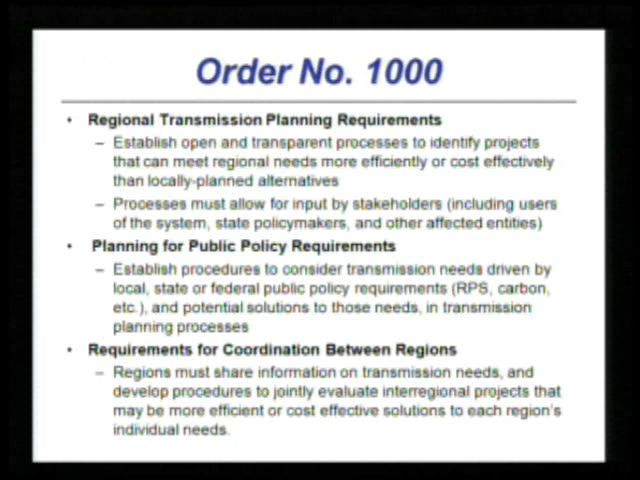 Order No. 1000
• Regional Transmission Planning Requirements
– Establish open and transparent processes to identify projects
that can meet regional needs more efficiently or cost effectively
than locally-planned alternatives
– Processes must allow for input by stakeholders (including users
of the system, state policymakers, and other affected entities)
• Planning for Public Policy Requirements
– Establish procedures to consider transmission needs driven by
local, state or federal public policy requirements (RPS, carbon,
etc.), and potential solutions to those needs, in transmission
planning processes
• Requirements for Coordination Between Regions
– Regions must share information on transmission needs, and
develop procedures to jointly evaluate interregional projects that
may be more efficient or cost effective solutions to each region's
individual needs.